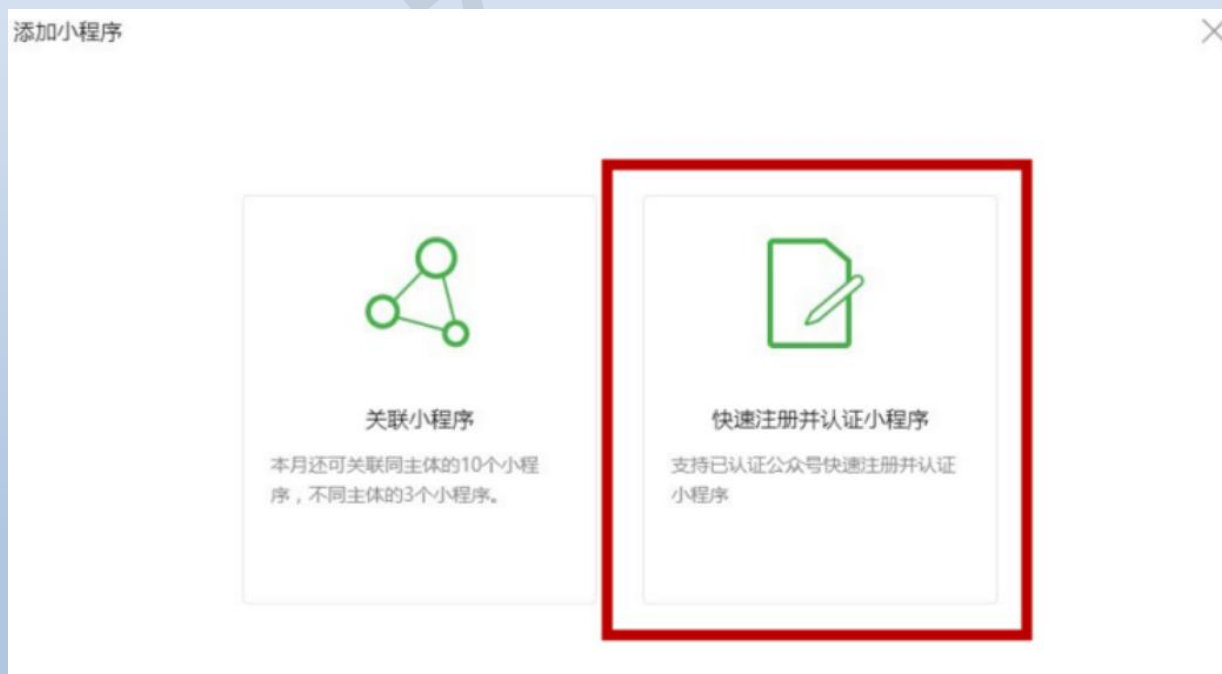 添加小程序
关联小程序
本月还可关联同主体的10个小程
序，不同主体的3个小程序。
快速注册并认证小程序
支持已认证公众号快速注册并认证
小程序